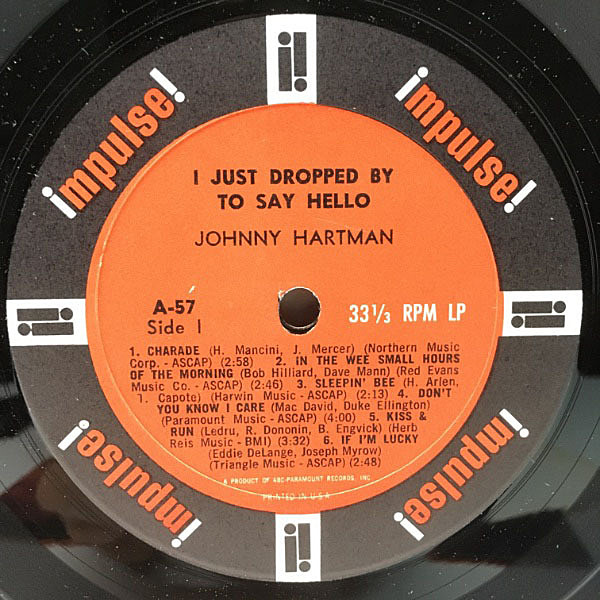 impulse!
impulse!
I JUST DROPPED BY
TO SAY HELLO
JOHNNY HARTMAN
A-57
Side I
33 1/3 RPM LP
1. CHARADE (H. Mancini, J. Mercer) (Northern Music
Corp. - ASCAP) (2:58) 2. IN THE WEE SMALL HOURS
OF THE MORNING (Bob Hilliard, Dave Mann) (Red Evans
Music Co. - ASCAP) (2:46) 3. SLEEPIN' BEE (H. Arlen,
T. Capote) (Harwin Music - ASCAP) (2:13) 4. DON'T
YOU KNOW I CARE (Mac David, Duke Ellington)
(Paramount Music - ASCAP) (4:00) 5. KISS &
RUN (Ledru, R. Dononin, B. Engvick) (Herb
Reis Music - BMI) (3:32) 6. IF I'M LUCKY
(Eddie DeLange, Joseph Myrow)
(Triangle Music - ASCAP) (2:48)
A PRODUCT OF ABC-PARAMOUNT RECORDS, INC
PRINTED IN U.S.A
impulse!
impulse!